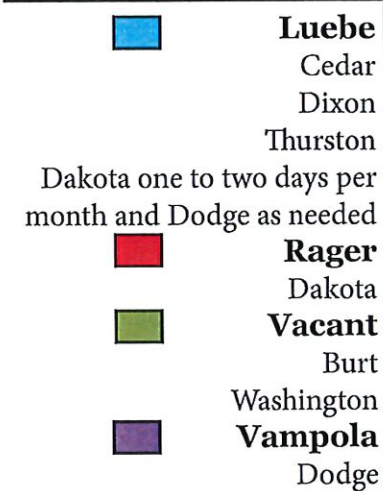 Luebe
Cedar
Dixon
Thurston
Dakota one to two days per
month and Dodge as needed
Rager
Dakota
Vacant
Burt
Washington
Vampola
Dodge